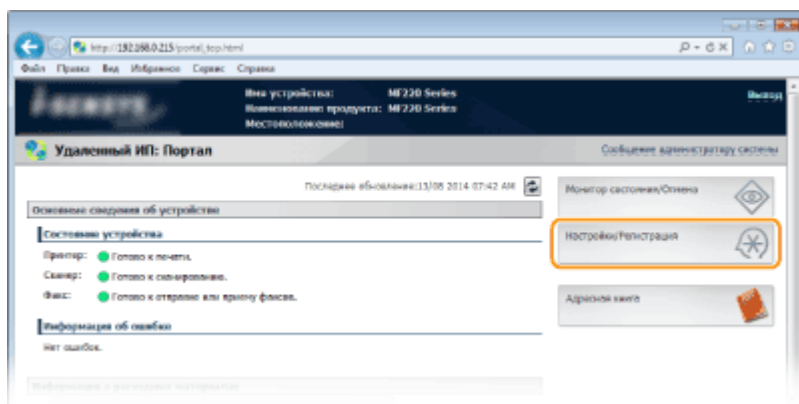 http://192.168.0.215/portal_top.html
Файл Правка Вид Избранное Сервис Справка
Имя устройства: MF220 Series
Наименование продукта: MF220 Series
Местоположение:
Выход
Удаленный ИП: Портал
Сообщение администратору системы
Последнее обновление:13/08 2014 07:42 AM
Основные сведения об устройстве
Состояние устройства
Принтер: Готово к печати.
Сканер: Готово к сканированию.
Факс: Готово к отправке или приему факсов.
Информация об ошибке
Нет ошибок.
Информация о расходных материалах
Монитор состояния/Отмена
Настройки/Регистрация
Адресная книга